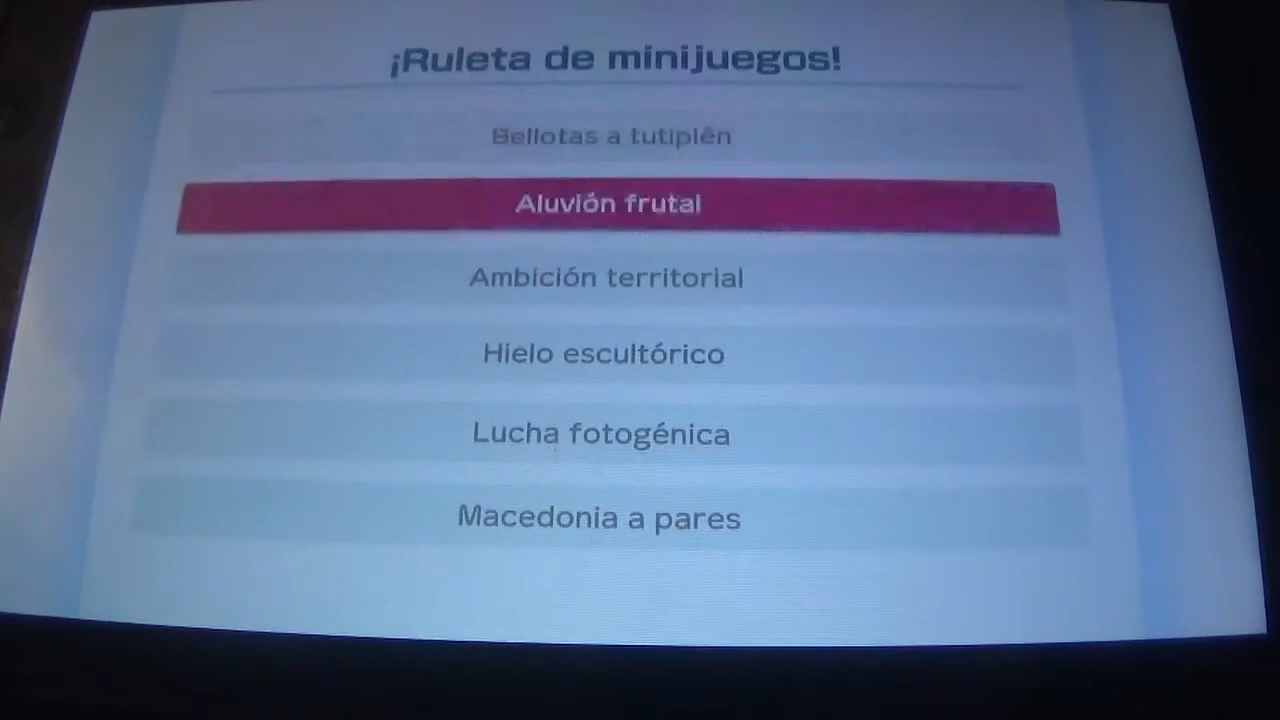 ¡Ruleta de minijuegos!
Bellotas a tutiplén
Aluvión frutal
Ambición territorial
Hielo escultórico
Lucha fotogénica
Macedonia a pares